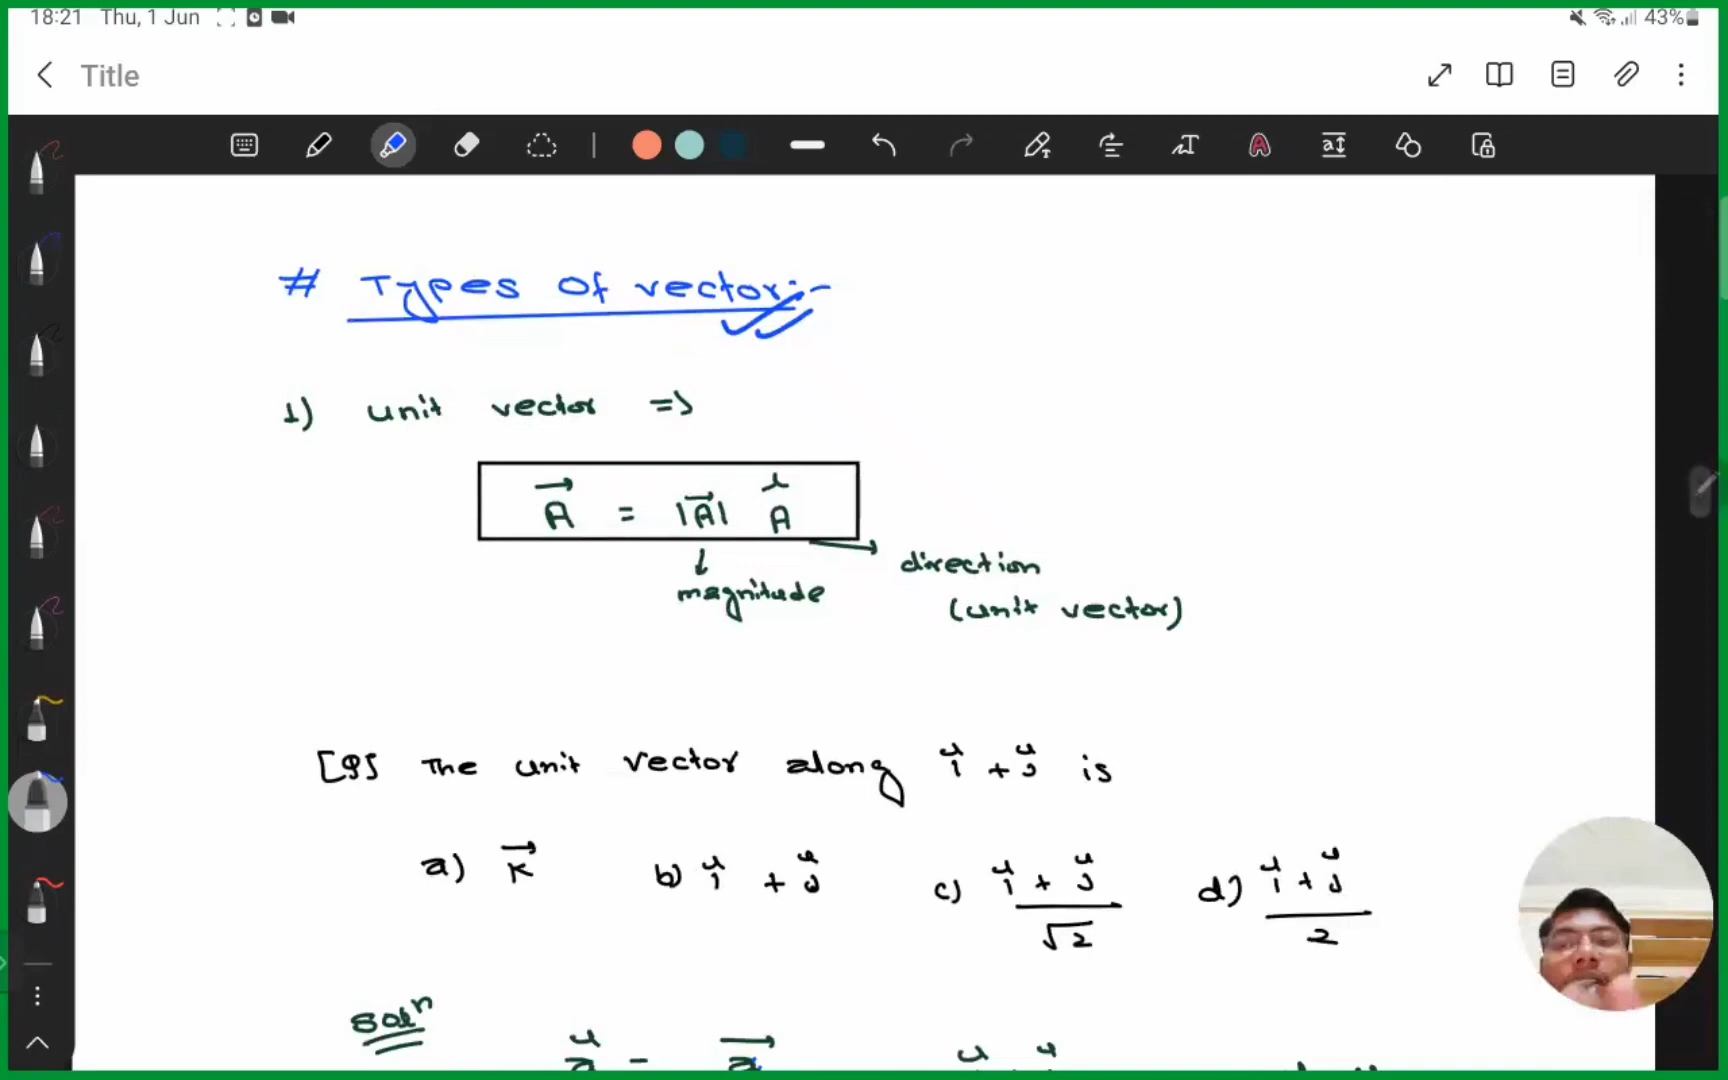 18:21 Thu, 1 Jun 43%
Title
# Types of vector:-
1) unit vector =>
A = |A| A
magnitude
direction
(unit vector)
[Q] The unit vector along i + j is
a) K b) i + j c) i + j / √2 d) i + j / 2
solⁿ